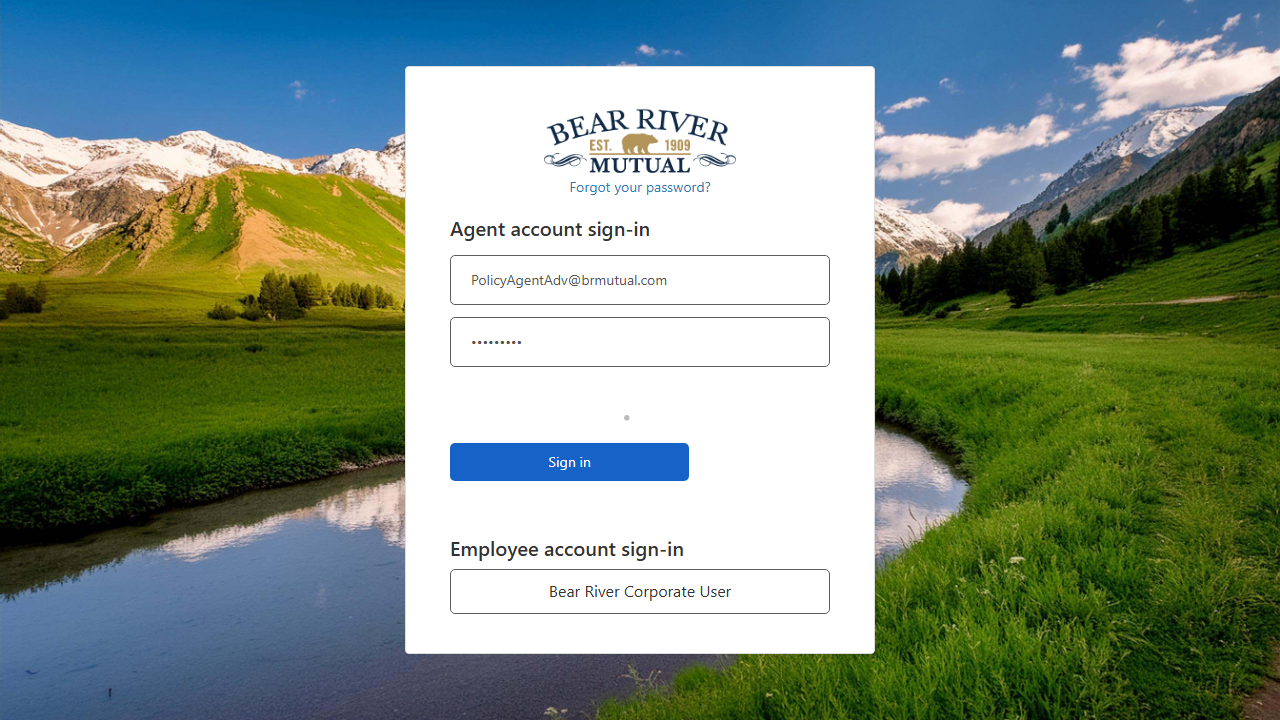 BEAR RIVER
EST. 1909
MUTUAL
Forgot your password?
Agent account sign-in
PolicyAgentAdv@brmutual.com
•••••••••
Sign in
Employee account sign-in
Bear River Corporate User